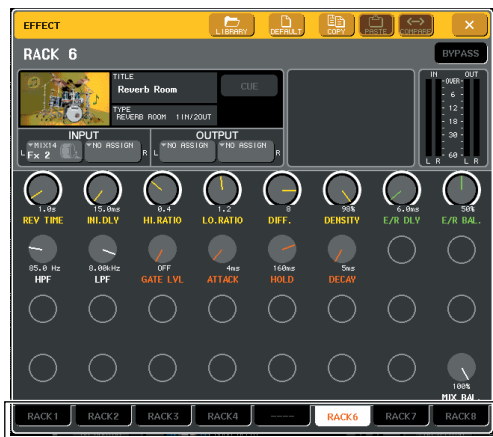 EFFECT
LIBRARY DEFAULT COPY PASTE COMPARE
RACK 6
BYPASS
TITLE
Reverb Room
CUE
TYPE
REVERB ROOM 1IN/2OUT
IN OUT
OVER
6
12
18
30
60
L R L R
INPUT
OUTPUT
L MIX14 Fx 2
NO ASSIGN R
L NO ASSIGN
NO ASSIGN R
1.0s 15.0ms 0.4 1.2 8 98% 6.0ms 50%
REV TIME INI.DLY HI.RATIO LO.RATIO DIFF. DENSITY E/R DLY E/R BAL.
85.0 Hz 8.00kHz OFF 4ms 160ms 5ms
HPF LPF GATE LVL ATTACK HOLD DECAY
100%
MIX BAL.
RACK1 RACK2 RACK3 RACK4 ---- RACK6 RACK7 RACK8